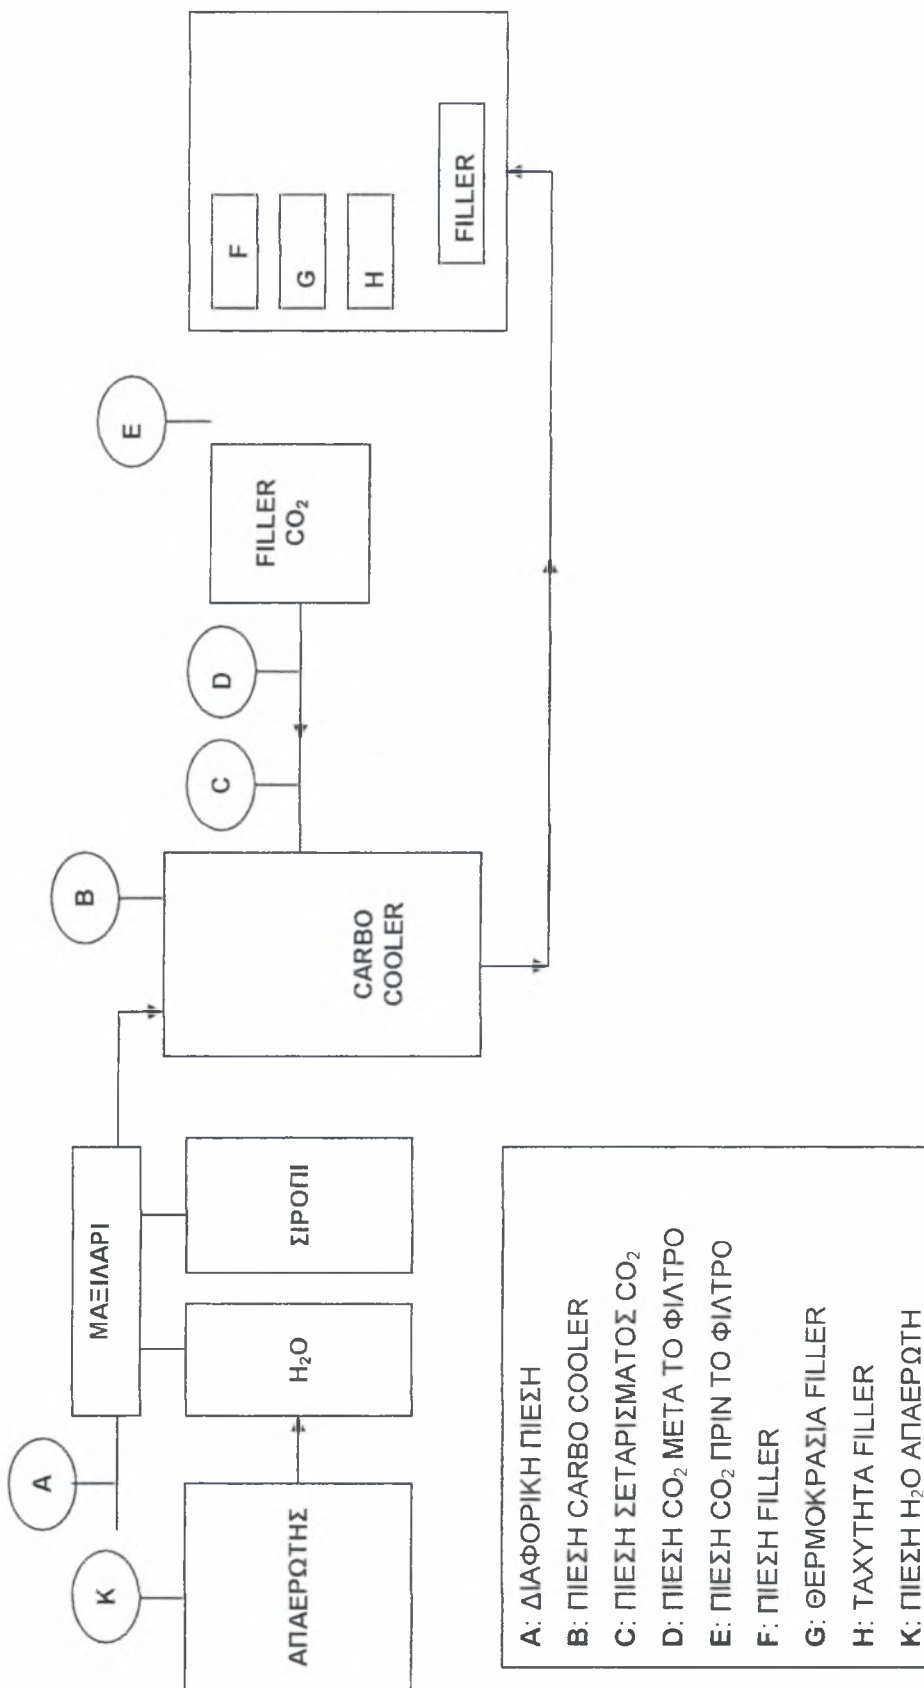 K
A
B
C
D
E
ΑΠΑΕΡΩΤΗΣ
ΜΑΞΙΛΑΡΙ
H₂O
ΣΙΡΟΠΙ
CARBO
COOLER
FILLER
CO₂
F
G
H
FILLER
A: ΔΙΑΦΟΡΙΚΗ ΠΙΕΣΗ
B: ΠΙΕΣΗ CARBO COOLER
C: ΠΙΕΣΗ ΣΕΤΑΡΙΣΜΑΤΟΣ CO₂
D: ΠΙΕΣΗ CO₂ ΜΕΤΑ ΤΟ ΦΙΛΤΡΟ
E: ΠΙΕΣΗ CO₂ ΠΡΙΝ ΤΟ ΦΙΛΤΡΟ
F: ΠΙΕΣΗ FILLER
G: ΘΕΡΜΟΚΡΑΣΙΑ FILLER
H: ΤΑΧΥΤΗΤΑ FILLER
K: ΠΙΕΣΗ H₂O ΑΠΑΕΡΩΤΗ